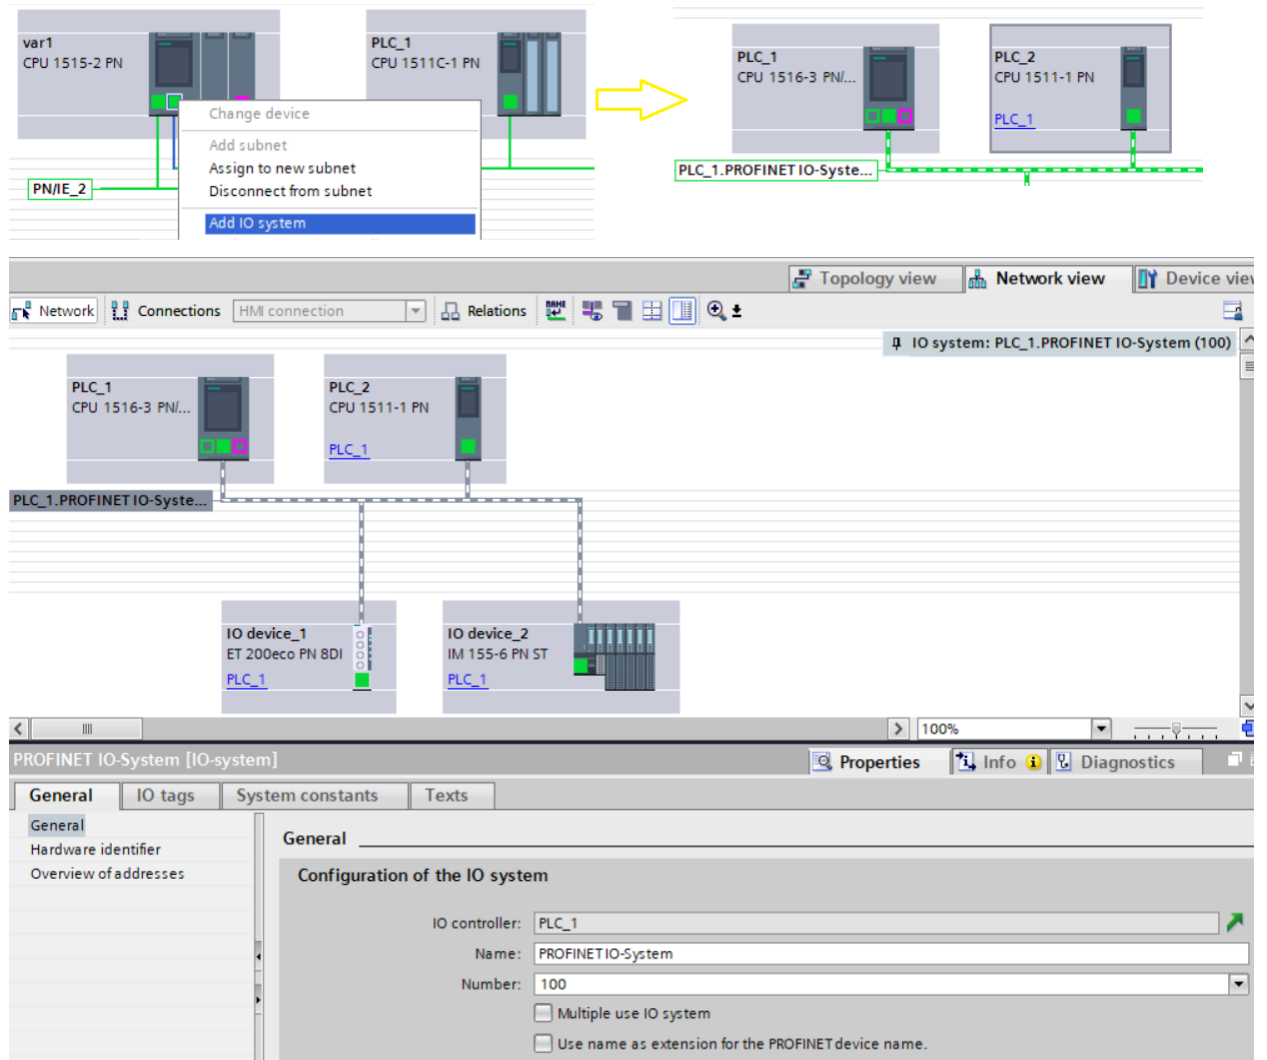 var1
CPU 1515-2 PN
PLC_1
CPU 1511C-1 PN
Change device
Add subnet
Assign to new subnet
Disconnect from subnet
Add IO system
PN/IE_2
PLC_1
CPU 1516-3 PN/...
PLC_2
CPU 1511-1 PN
PLC_1
PLC_1.PROFINET IO-Syste...
Topology view
Network view
Device view
Network
Connections
HMI connection
Relations
IO system: PLC_1.PROFINET IO-System (100)
PLC_1
CPU 1516-3 PN/...
PLC_2
CPU 1511-1 PN
PLC_1
PLC_1.PROFINET IO-Syste...
IO device_1
ET 200eco PN 8DI
PLC_1
IO device_2
IM 155-6 PN ST
PLC_1
100%
PROFINET IO-System [IO-system]
Properties
Info
Diagnostics
General
IO tags
System constants
Texts
General
Hardware identifier
Overview of addresses
General
Configuration of the IO system
IO controller: PLC_1
Name: PROFINET IO-System
Number: 100
Multiple use IO system
Use name as extension for the PROFINET device name.